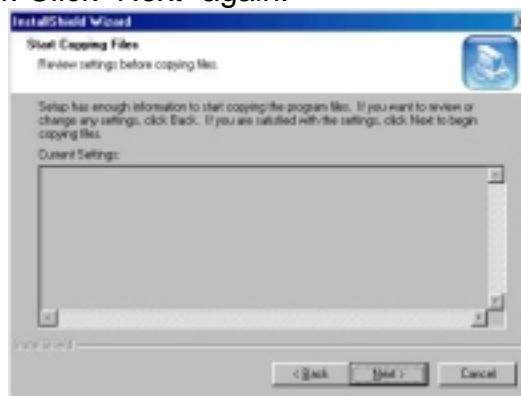 Click "Next" again.
InstallShield Wizard
Start Copying Files
Review settings before copying files.
Setup has enough information to start copying the program files. If you want to review or
change any settings, click Back. If you are satisfied with the settings, click Next to begin
copying files.
Current Settings:
InstallShield
< Back
Next >
Cancel